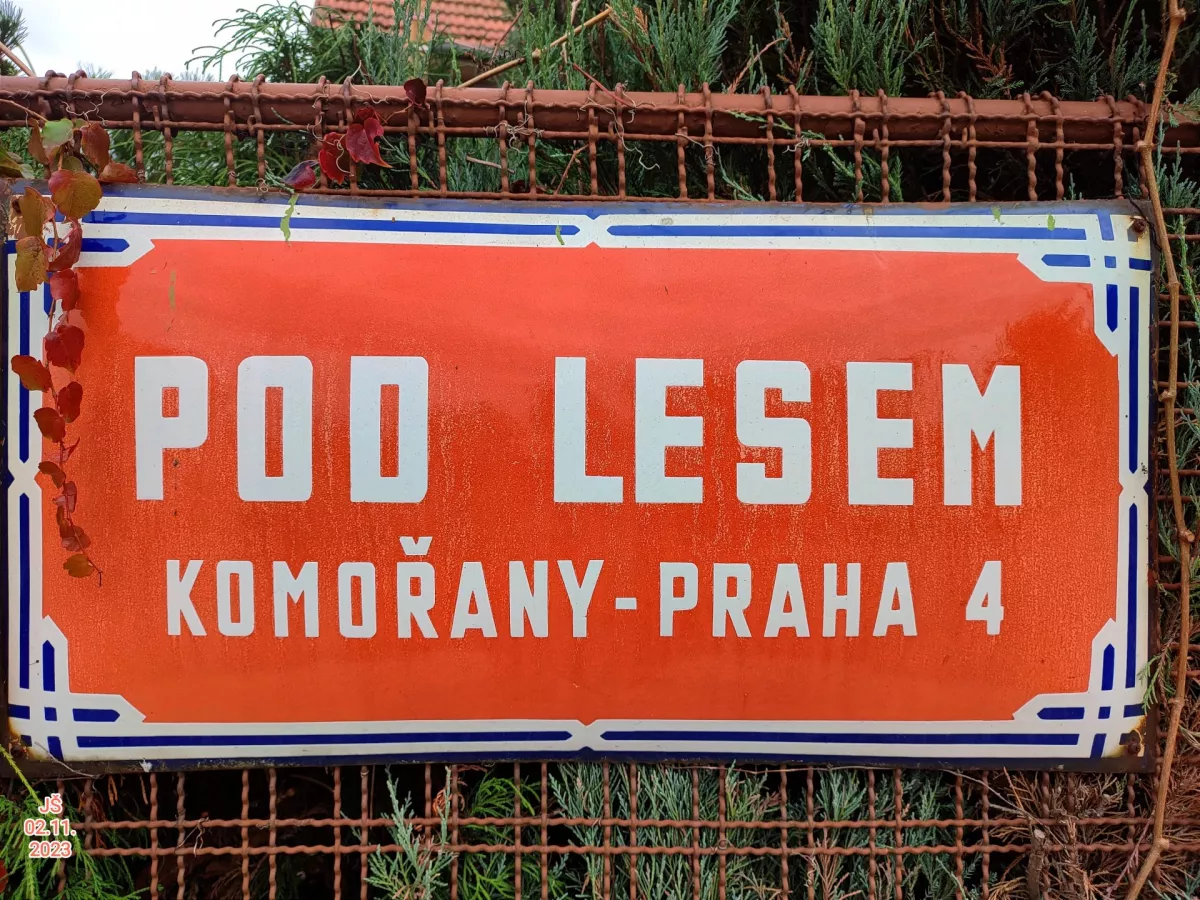 POD LESEM
KOMOŘANY-PRAHA 4
JŠ
02.11.
2023